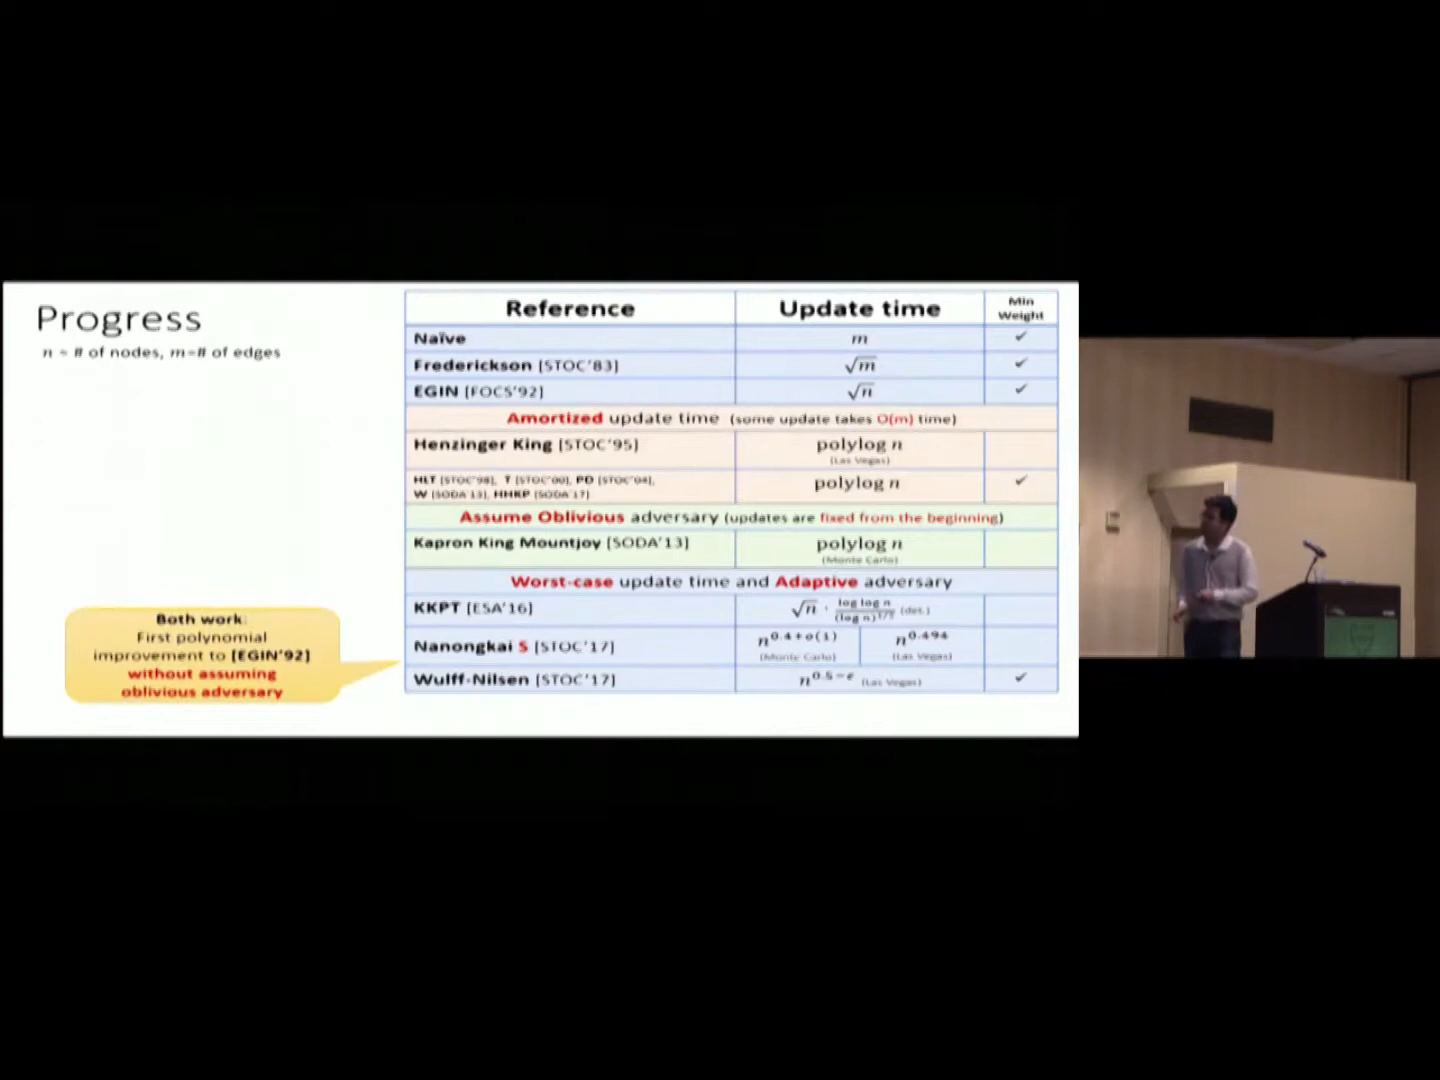 Progress
n = # of nodes, m=# of edges
Reference Update time Min Weight
Naïve m ✓
Frederickson [STOC'83] √m ✓
EGIN [FOCS'92] √n ✓
Amortized update time (some update takes O(m) time)
Henzinger King [STOC'95] polylog n (Las Vegas)
HLT [STOC'98], T [STOC'00], PD [STOC'04],
W [SODA'13], HHKP [SODA'17] polylog n ✓
Assume Oblivious adversary (updates are fixed from the beginning)
Kapron King Mountjoy [SODA'13] polylog n (Monte Carlo)
Worst-case update time and Adaptive adversary
KKPT [ESA'16] √n · log log n / (log n)^1/2 (det.)
Nanongkai S [STOC'17] n^0.4+o(1) (Monte Carlo) n^0.494 (Las Vegas)
Wulff-Nilsen [STOC'17] n^0.5−ε (Las Vegas) ✓
Both work:
First polynomial
improvement to [EGIN'92]
without assuming
oblivious adversary